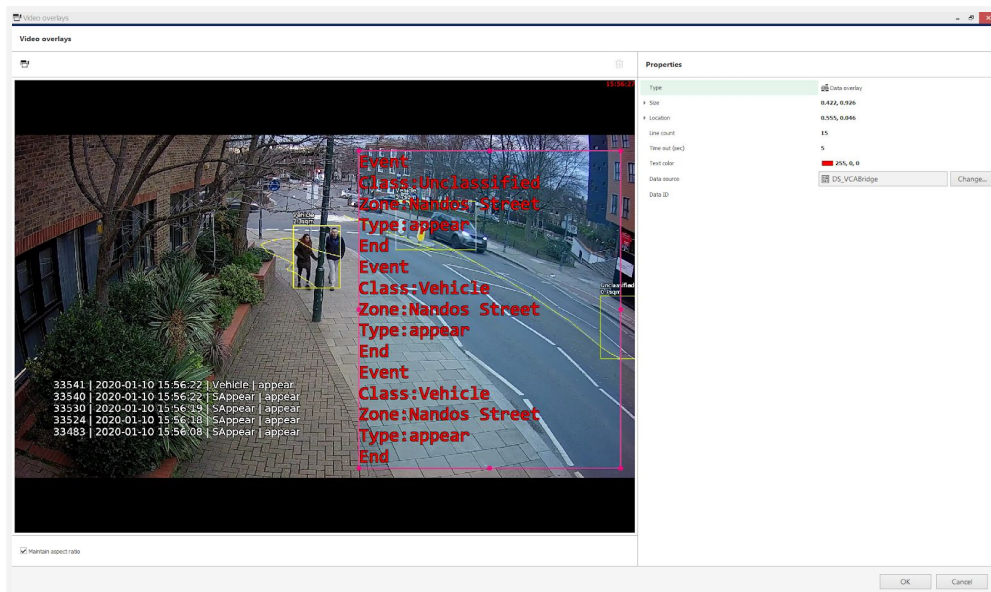 Video overlays
Video overlays
Properties
Type Data overlay
Size 0.422, 0.926
Location 0.555, 0.046
Line count 15
Time out (sec) 5
Text color 255, 0, 0
Data source DS_VCABridge Change...
Data ID
15:56:27
Event
Class:Unclassified
Zone:Nandos Street
Type:appear
End
Event
Class:Vehicle
Zone:Nandos Street
Type:appear
End
Event
Class:Vehicle
Zone:Nandos Street
Type:appear
End
Vehicle
Unclassified
33541 | 2020-01-10 15:56:22 | Vehicle | appear
33540 | 2020-01-10 15:56:22 | SAppear | appear
33530 | 2020-01-10 15:56:19 | SAppear | appear
33524 | 2020-01-10 15:56:18 | SAppear | appear
33483 | 2020-01-10 15:56:08 | SAppear | appear
Maintain aspect ratio
OK Cancel